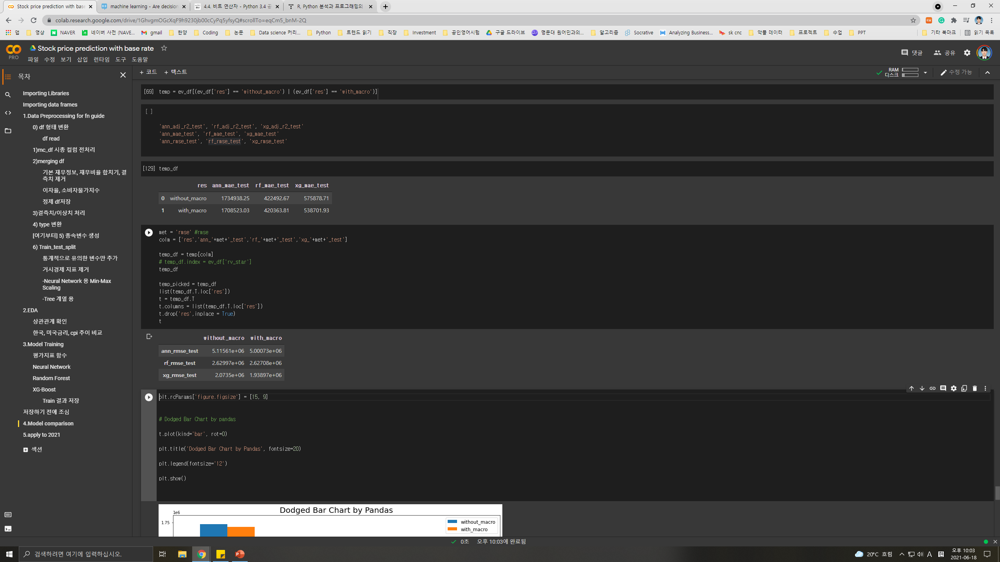 Stock price prediction with base
machine learning - Are decision
4.4. 비트 연산자 - Python 3.4 공
R, Python 분석과 프로그래밍의
colab.research.google.com/drive/1GhvgmOGcXqF9h9230jb00cCyPq5yfsyQ#scrollTo=eqCm5_bnM-2Q
앱 영상 NAVER 네이버 사전 (NAVE... gmail 한양 Coding 논문 Data science 커리... Python 트렌드 읽기 직장 Investment 공인영어시험 구글 드라이브 명문대 원어민과의... 알고리즘 Socrative Analyzing Business... sk cnc 악플 데이터 프로젝트 수업 PPT 기타 북마크 읽기 목록
PRO
Stock price prediction with base rate
파일 수정 보기 삽입 런타임 도구 도움말
댓글 공유
+ 코드 + 텍스트
RAM
디스크
수정 가능
목차
Importing Libraries
Importing data frames
1.Data Preprocessing for fn guide
0) df 형태 변환
df read
1)mc_df 시총 컬럼 전처리
2)merging df
기본 재무정보, 재무비율 합치기, 결
측치 제거
이자율, 소비자물가지수
정제 df저장
3)결측치/이상치 처리
4) type 변환
[여기부터] 5) 종속변수 생성
6) Train_test_split
통계적으로 유의한 변수만 추가
거시경제 지표 제거
-Neural Network 용 Min-Max
Scaling
-Tree 계열 용
2.EDA
상관관계 확인
한국, 미국금리, cpi 추이 비교
3.Model Training
평가지표 함수
Neural Network
Random Forest
XG-Boost
Train 결과 저장
저장하기 전에 조심
4.Model comparison
5.apply to 2021
섹션
[69] temp = ev_df[(ev_df['res'] == 'without_macro') | (ev_df['res'] == 'with_macro')]
[ ]
'ann_adj_r2_test', 'rf_adj_r2_test', 'xg_adj_r2_test'
'ann_mae_test', 'rf_mae_test', 'xg_mae_test'
'ann_rmse_test', 'rf_rmse_test', 'xg_rmse_test'
[129] temp_df
res ann_mae_test rf_mae_test xg_mae_test
0 without_macro 1734938.25 422492.67 575878.71
1 with_macro 1708523.03 420363.81 538701.93
met = 'rmse' #rmse
colm = ['res','ann_'+met+'_test','rf_'+met+'_test','xg_'+met+'_test']
temp_df = temp[colm]
# temp_df.index = ev_df['rv_star']
temp_df
temp_picked = temp_df
list(temp_df.T.loc['res'])
t = temp_df.T
t.columns = list(temp_df.T.loc['res'])
t.drop('res',inplace = True)
t
without_macro with_macro
ann_rmse_test 5.11561e+06 5.00073e+06
rf_rmse_test 2.62997e+06 2.62708e+06
xg_rmse_test 2.0735e+06 1.93897e+06
plt.rcParams['figure.figsize'] = [15, 9]
# Dodged Bar Chart by pandas
t.plot(kind='bar', rot=0)
plt.title('Dodged Bar Chart by Pandas', fontsize=20)
plt.legend(fontsize='12')
plt.show()
Dodged Bar Chart by Pandas
1e6
1.75
without_macro
with_macro
0초 오후 10:03에 완료됨
검색하려면 여기에 입력하십시오.
20°C 흐림
A
오후 10:03
2021-06-18